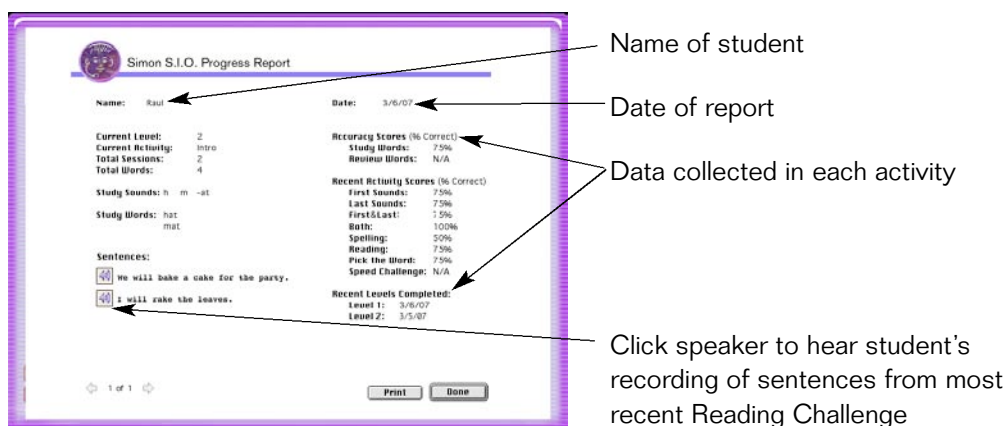 Simon S.I.O. Progress Report
Name: Raul
Date: 3/6/07
Current Level: 2
Current Activity: Intro
Total Sessions: 2
Total Words: 4
Study Sounds: h m -at
Study Words: hat
mat
Sentences:
We will bake a cake for the party.
I will rake the leaves.
Accuracy Scores (% Correct)
Study Words: 75%
Review Words: N/A
Recent Activity Scores (% Correct)
First Sounds: 75%
Last Sounds: 75%
First&Last: 75%
Both: 100%
Spelling: 50%
Reading: 75%
Pick the Word: 75%
Speed Challenge: N/A
Recent Levels Completed:
Level 1: 3/6/07
Level 2: 3/5/07
1 of 1
Print
Done
Name of student
Date of report
Data collected in each activity
Click speaker to hear student's
recording of sentences from most
recent Reading Challenge